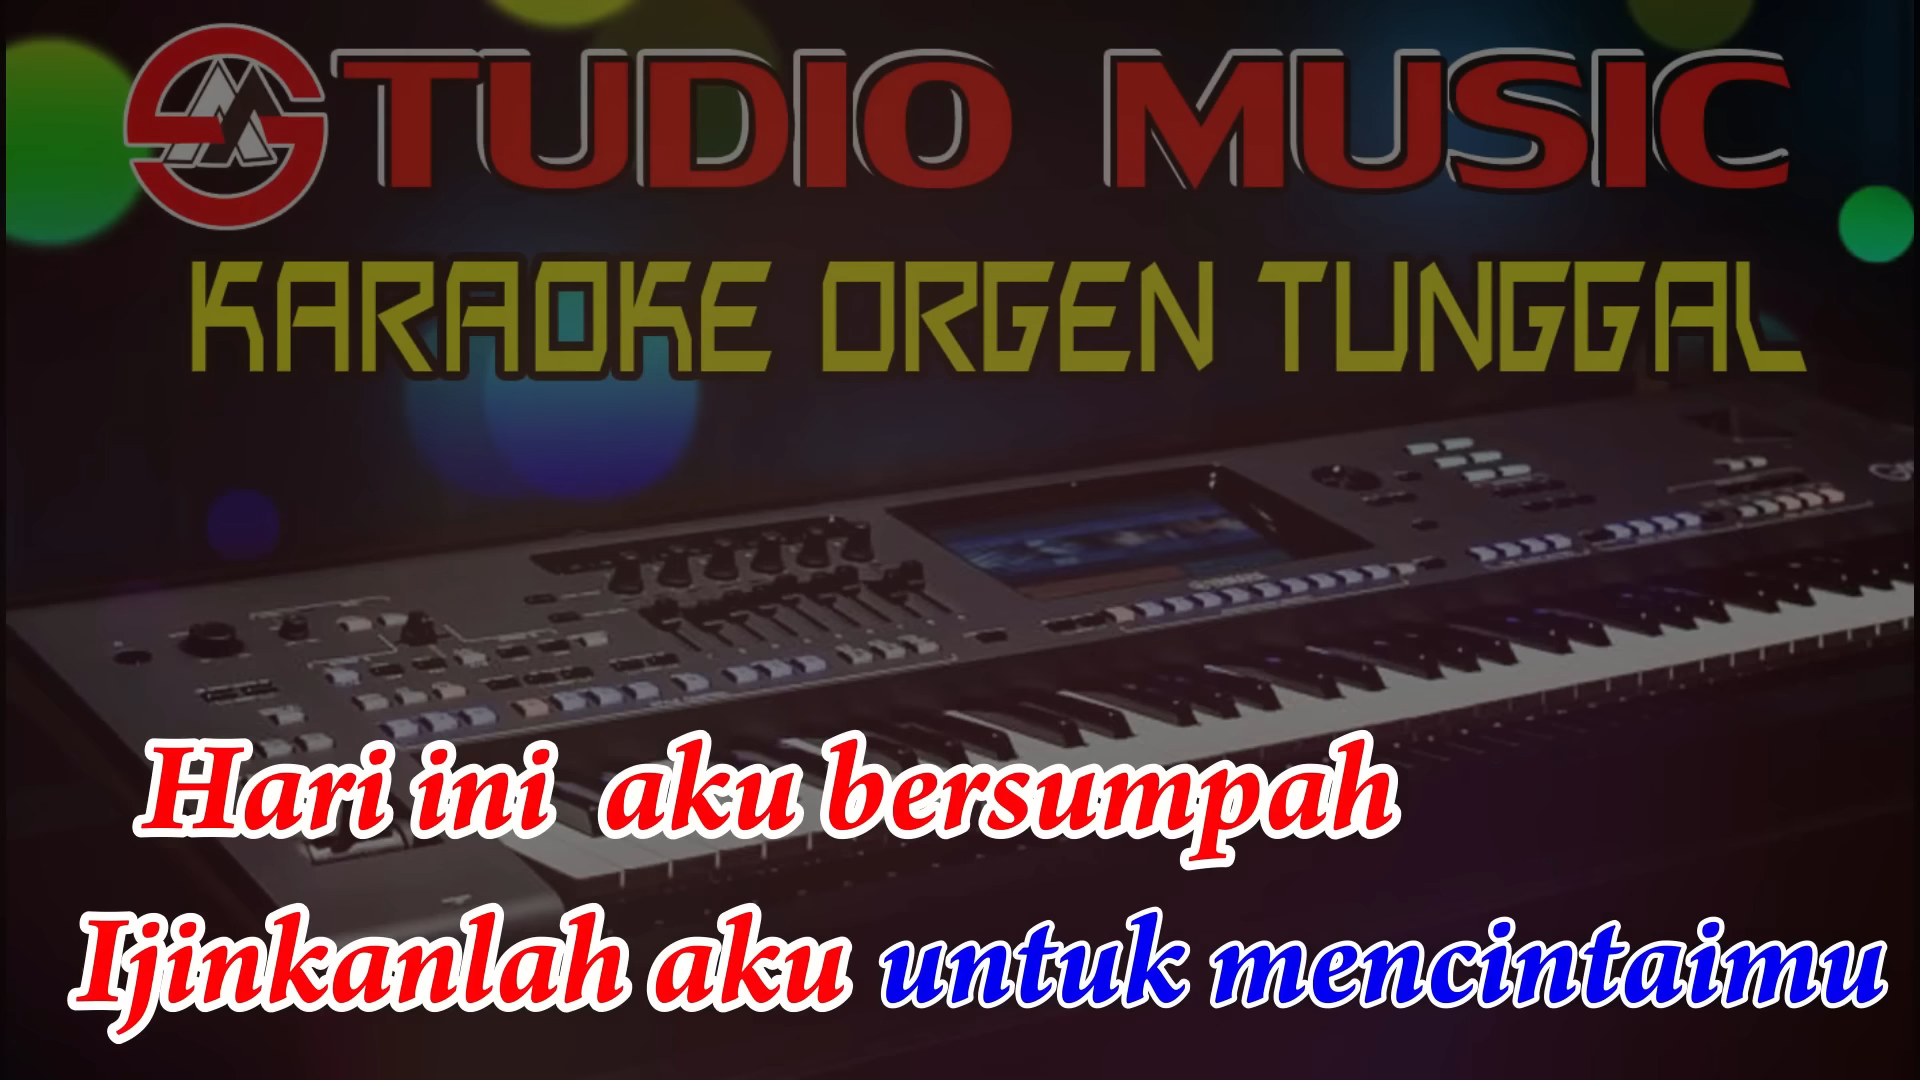 STUDIO MUSIC
KARAOKE ORGEN TUNGGAL
Hari ini aku bersumpah
Ijinkanlah aku untuk mencintaimu